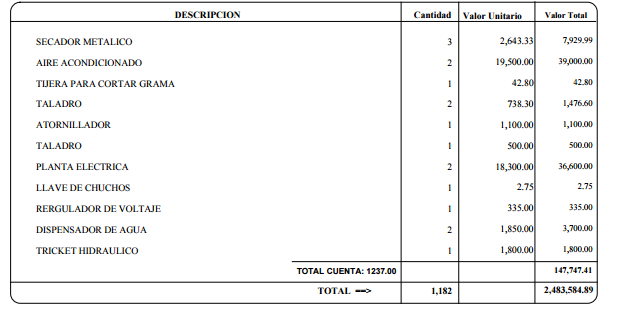 DESCRIPCION Cantidad Valor Unitario Valor Total
SECADOR METALICO 3 2,643.33 7,929.99
AIRE ACONDICIONADO 2 19,500.00 39,000.00
TIJERA PARA CORTAR GRAMA 1 42.80 42.80
TALADRO 2 738.30 1,476.60
ATORNILLADOR 1 1,100.00 1,100.00
TALADRO 1 500.00 500.00
PLANTA ELECTRICA 2 18,300.00 36,600.00
LLAVE DE CHUCHOS 1 2.75 2.75
RERGULADOR DE VOLTAJE 1 335.00 335.00
DISPENSADOR DE AGUA 2 1,850.00 3,700.00
TRICKET HIDRAULICO 1 1,800.00 1,800.00
TOTAL CUENTA: 1237.00 147,747.41
TOTAL ==> 1,182 2,483,584.89